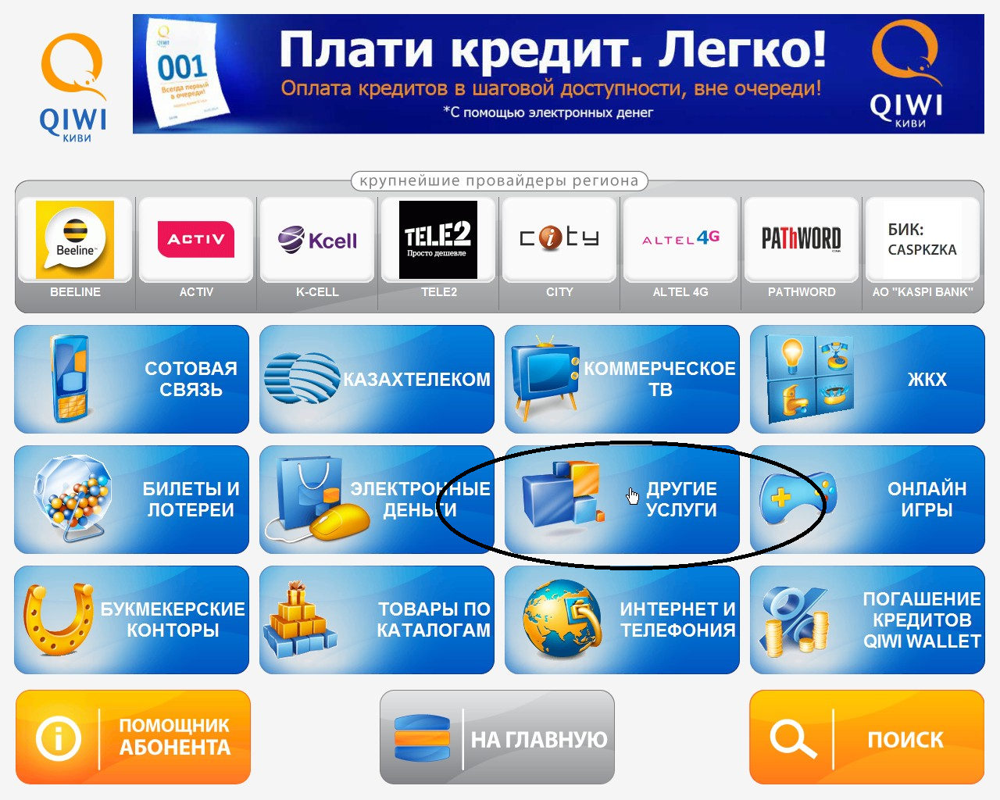 QIWI
КИВИ
QIWI
001
Всегда первый
в очереди!
Плати кредит. Легко!
Оплата кредитов в шаговой доступности, вне очереди!
*С помощью электронных денег
QIWI
КИВИ
крупнейшие провайдеры региона
Beeline™
ACTIV
Kcell
TELE2
Просто дешевле
city
ALTEL 4G
PAThWORD
БИК:
CASPKZKA
BEELINE
ACTIV
K-CELL
TELE2
CITY
ALTEL 4G
PATHWORD
АО "KASPI BANK"
СОТОВАЯ
СВЯЗЬ
КАЗАХТЕЛЕКОМ
КОММЕРЧЕСКОЕ
ТВ
ЖКХ
БИЛЕТЫ И
ЛОТЕРЕИ
ЭЛЕКТРОННЫЕ
ДЕНЬГИ
ДРУГИЕ
УСЛУГИ
ОНЛАЙН
ИГРЫ
БУКМЕКЕРСКИЕ
КОНТОРЫ
ТОВАРЫ ПО
КАТАЛОГАМ
ИНТЕРНЕТ И
ТЕЛЕФОНИЯ
ПОГАШЕНИЕ
КРЕДИТОВ
QIWI WALLET
ПОМОЩНИК
АБОНЕНТА
НА ГЛАВНУЮ
ПОИСК